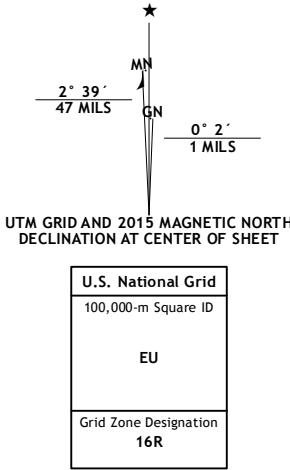 ★
MN
2° 39´
47 MILS
GN
0° 2´
1 MILS
UTM GRID AND 2015 MAGNETIC NORTH
DECLINATION AT CENTER OF SHEET
U.S. National Grid
100,000-m Square ID
EU
Grid Zone Designation
16R